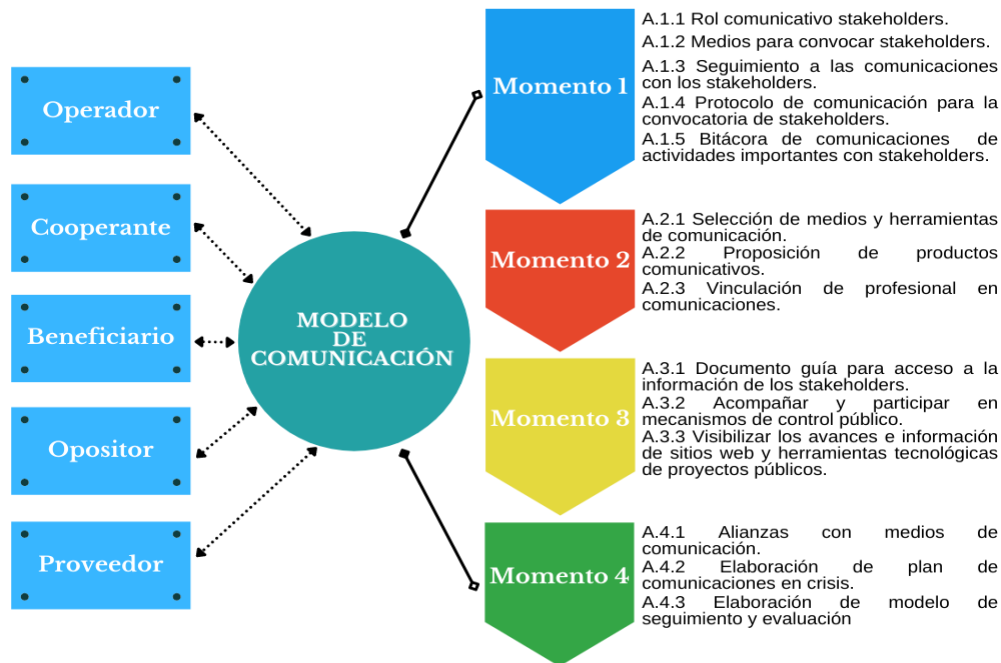 Operador
Cooperante
Beneficiario
Opositor
Proveedor
MODELO
DE
COMUNICACIÓN
Momento 1
A.1.1 Rol comunicativo stakeholders.
A.1.2 Medios para convocar stakeholders.
A.1.3 Seguimiento a las comunicaciones
con los stakeholders.
A.1.4 Protocolo de comunicación para la
convocatoria de stakeholders.
A.1.5 Bitácora de comunicaciones de
actividades importantes con stakeholders.
Momento 2
A.2.1 Selección de medios y herramientas
de comunicación.
A.2.2 Proposición de productos
comunicativos.
A.2.3 Vinculación de profesional en
comunicaciones.
Momento 3
A.3.1 Documento guía para acceso a la
información de los stakeholders.
A.3.2 Acompañar y participar en
mecanismos de control público.
A.3.3 Visibilizar los avances e información
de sitios web y herramientas tecnológicas
de proyectos públicos.
Momento 4
A.4.1 Alianzas con medios de
comunicación.
A.4.2 Elaboración de plan de
comunicaciones en crisis.
A.4.3 Elaboración de modelo de
seguimiento y evaluación